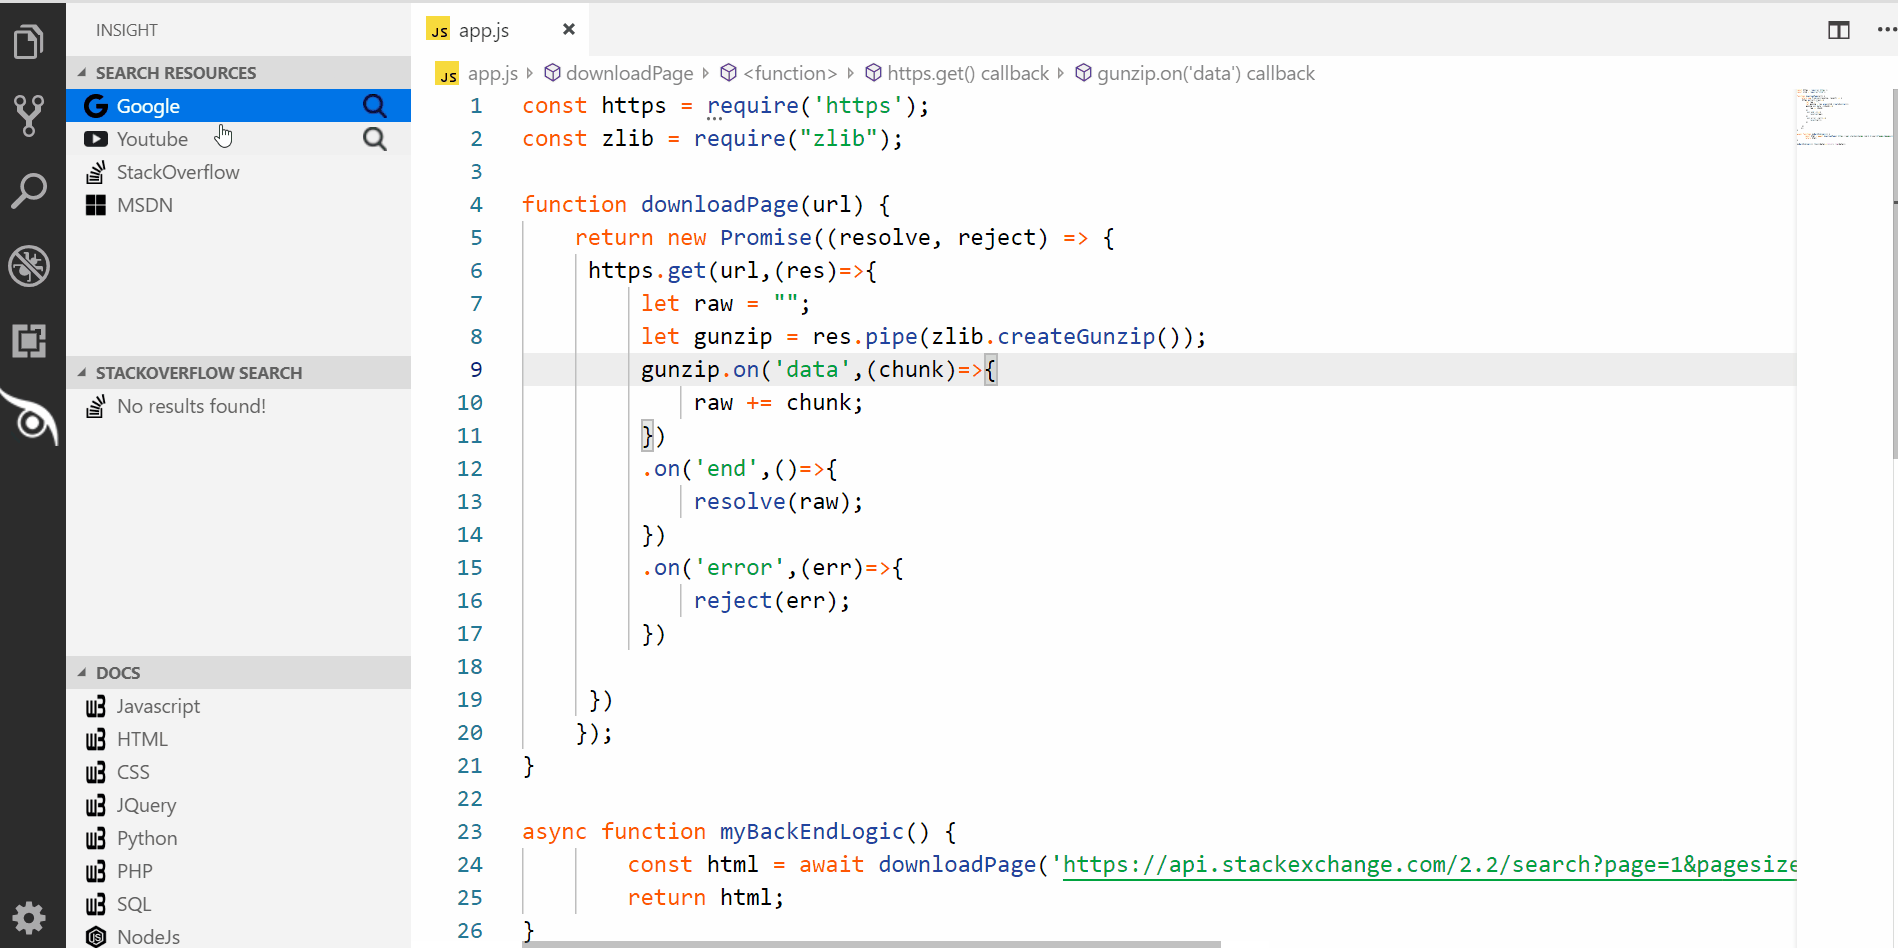 INSIGHT
SEARCH RESOURCES
Google
Youtube
StackOverflow
MSDN
STACKOVERFLOW SEARCH
No results found!
DOCS
Javascript
HTML
CSS
JQuery
Python
PHP
SQL
NodeJs
JS app.js
JS app.js downloadPage <function> https.get() callback gunzip.on('data') callback
1 const https = require('https');
2 const zlib = require("zlib");
3
4 function downloadPage(url) {
5 return new Promise((resolve, reject) => {
6 https.get(url,(res)=>{
7 let raw = "";
8 let gunzip = res.pipe(zlib.createGunzip());
9 gunzip.on('data',(chunk)=>{
10 raw += chunk;
11 })
12 .on('end',()=>{
13 resolve(raw);
14 })
15 .on('error',(err)=>{
16 reject(err);
17 })
18
19 })
20 });
21 }
22
23 async function myBackEndLogic() {
24 const html = await downloadPage('https://api.stackexchange.com/2.2/search?page=1&pagesize
25 return html;
26 }